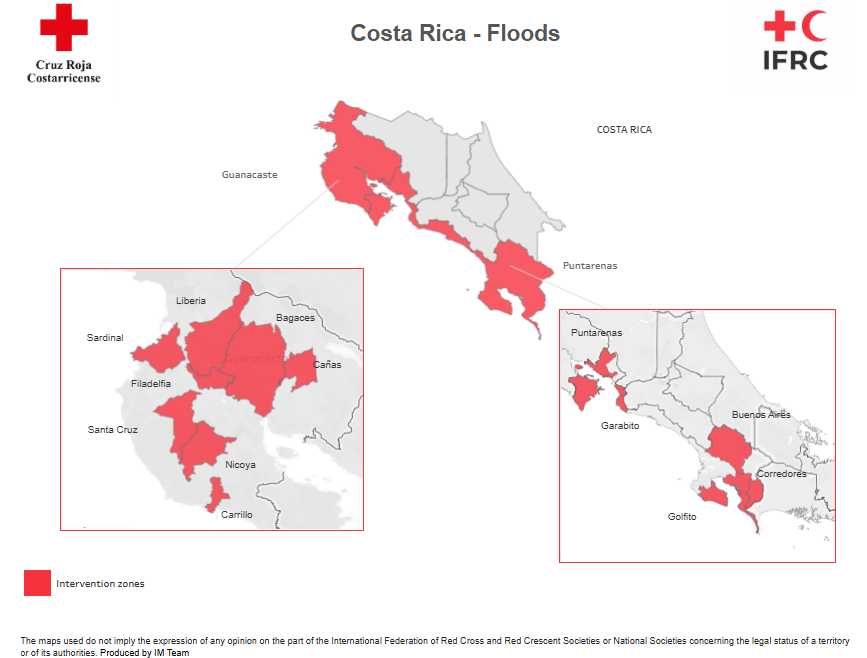 Costa Rica - Floods
Cruz Roja
Costarricense
IFRC
COSTA RICA
Guanacaste
Puntarenas
Liberia
Bagaces
Sardinal
Guanacaste
Cañas
Filadelfia
Santa Cruz
Nicoya
Carrillo
Puntarenas
Buenos Aires
Garabito
Corredores
Golfito
Intervention zones
The maps used do not imply the expression of any opinion on the part of the International Federation of Red Cross and Red Crescent Societies or National Societies concerning the legal status of a territory
or of its authorities. Produced by IM Team